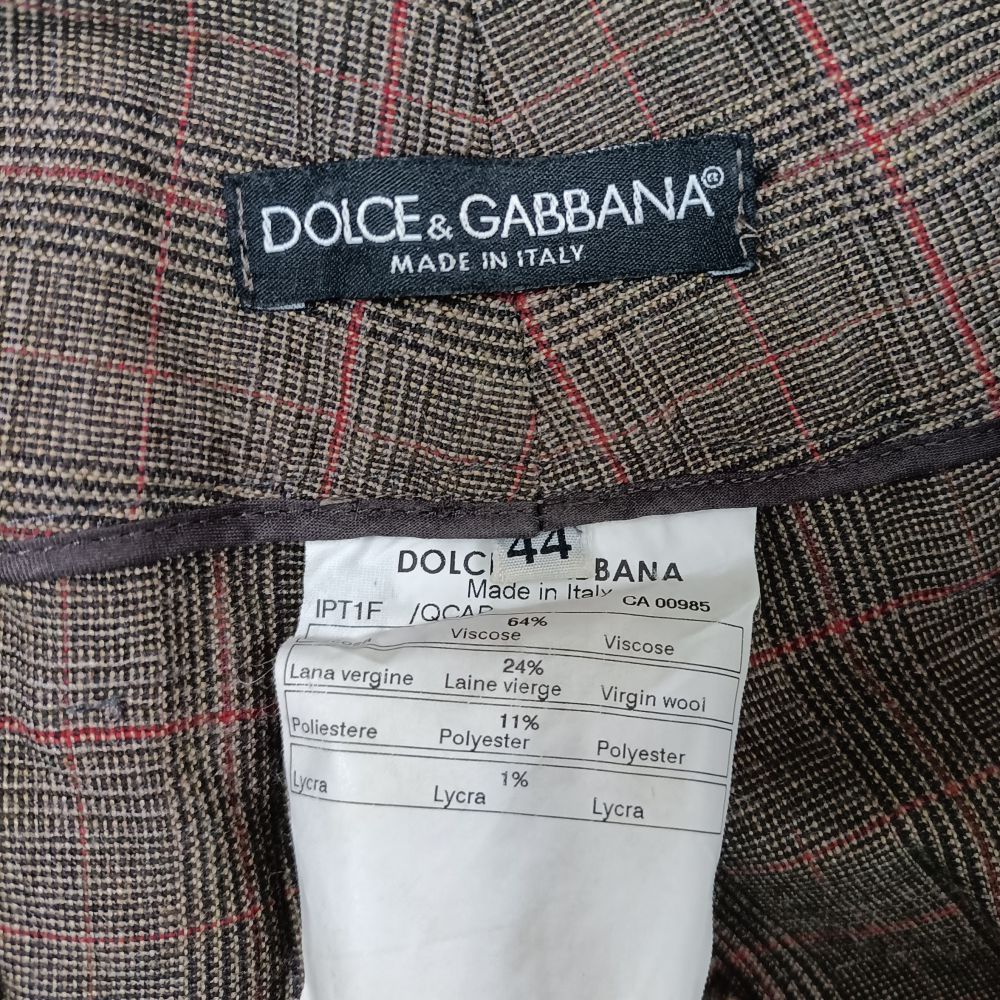 DOLCE & GABBANA®
MADE IN ITALY
44
DOLC BANA
Made in Italy CA 00985
IPT1F /QCAR
64%
Viscose Viscose
24%
Lana vergine Laine vierge Virgin wool
11%
Poliestere Polyester Polyester
1%
Lycra Lycra Lycra